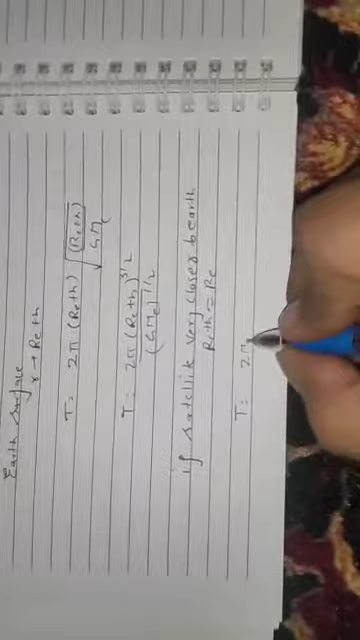 Earth surface
r → Re+h
T = 2π (Re+h) √(Re+h)/GMe
T = 2π (Re+h)^3/2 / (GMe)^1/2
if satellite very closer to earth
Re+h = Re
T = 2π